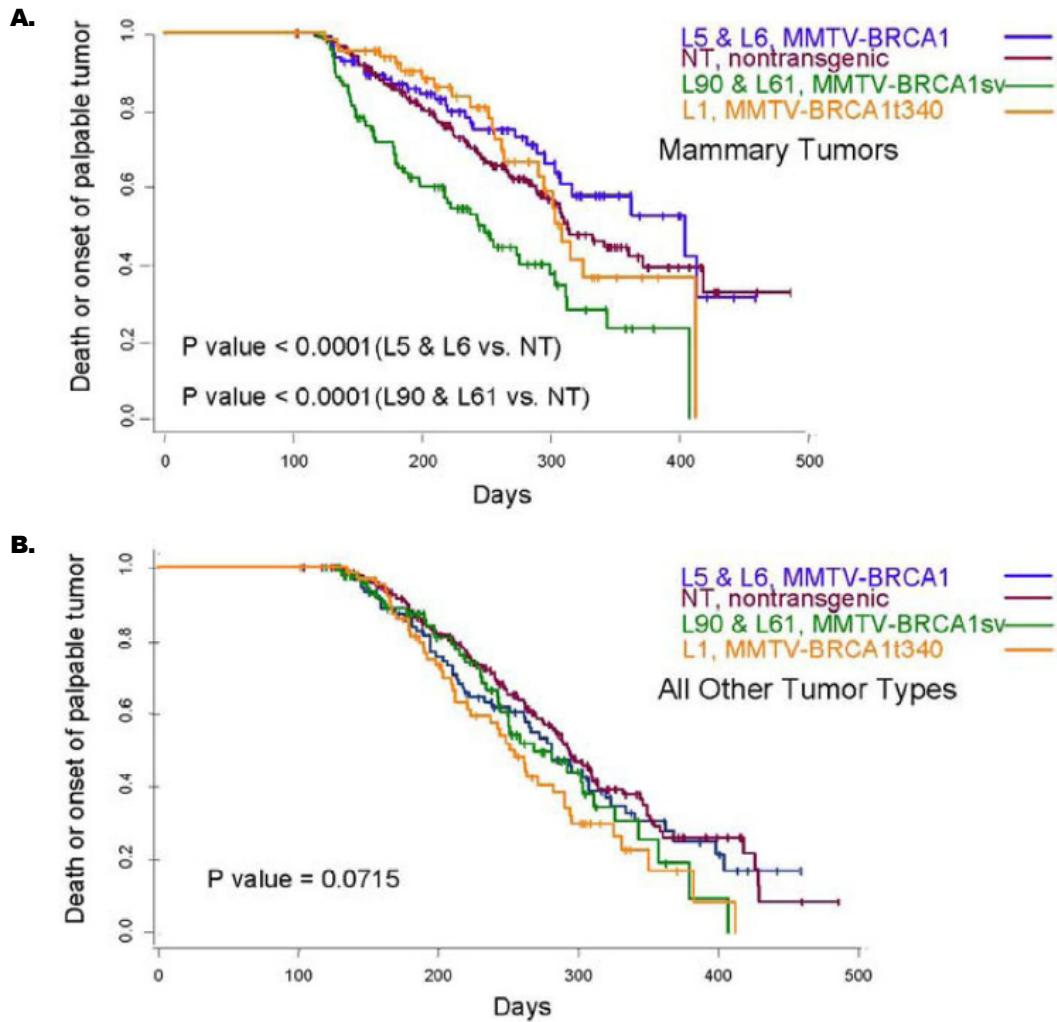 A.
L5 & L6, MMTV-BRCA1
NT, nontransgenic
L90 & L61, MMTV-BRCA1sv
L1, MMTV-BRCA1t340
Mammary Tumors
Death or onset of palpable tumor
1.0
0.8
0.6
0.4
0.2
0.0
P value < 0.0001(L5 & L6 vs. NT)
P value < 0.0001(L90 & L61 vs. NT)
0 100 200 300 400 500
Days
B.
L5 & L6, MMTV-BRCA1
NT, nontransgenic
L90 & L61, MMTV-BRCA1sv
L1, MMTV-BRCA1t340
All Other Tumor Types
Death or onset of palpable tumor
1.0
0.8
0.6
0.4
0.2
0.0
P value = 0.0715
0 100 200 300 400 500
Days